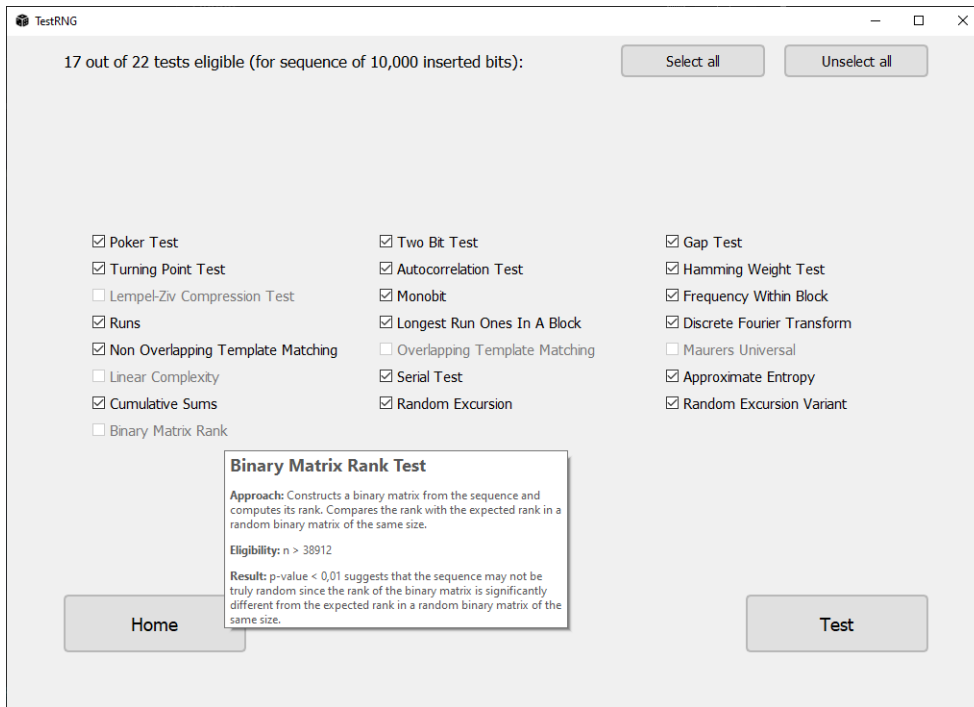 TestRNG
17 out of 22 tests eligible (for sequence of 10,000 inserted bits):
Select all
Unselect all
Poker Test
Two Bit Test
Gap Test
Turning Point Test
Autocorrelation Test
Hamming Weight Test
Lempel-Ziv Compression Test
Monobit
Frequency Within Block
Runs
Longest Run Ones In A Block
Discrete Fourier Transform
Non Overlapping Template Matching
Overlapping Template Matching
Maurers Universal
Linear Complexity
Serial Test
Approximate Entropy
Cumulative Sums
Random Excursion
Random Excursion Variant
Binary Matrix Rank
Binary Matrix Rank Test
Approach: Constructs a binary matrix from the sequence and
computes its rank. Compares the rank with the expected rank in a
random binary matrix of the same size.
Eligibility: n > 38912
Result: p-value < 0,01 suggests that the sequence may not be
truly random since the rank of the binary matrix is significantly
different from the expected rank in a random binary matrix of the
same size.
Home
Test